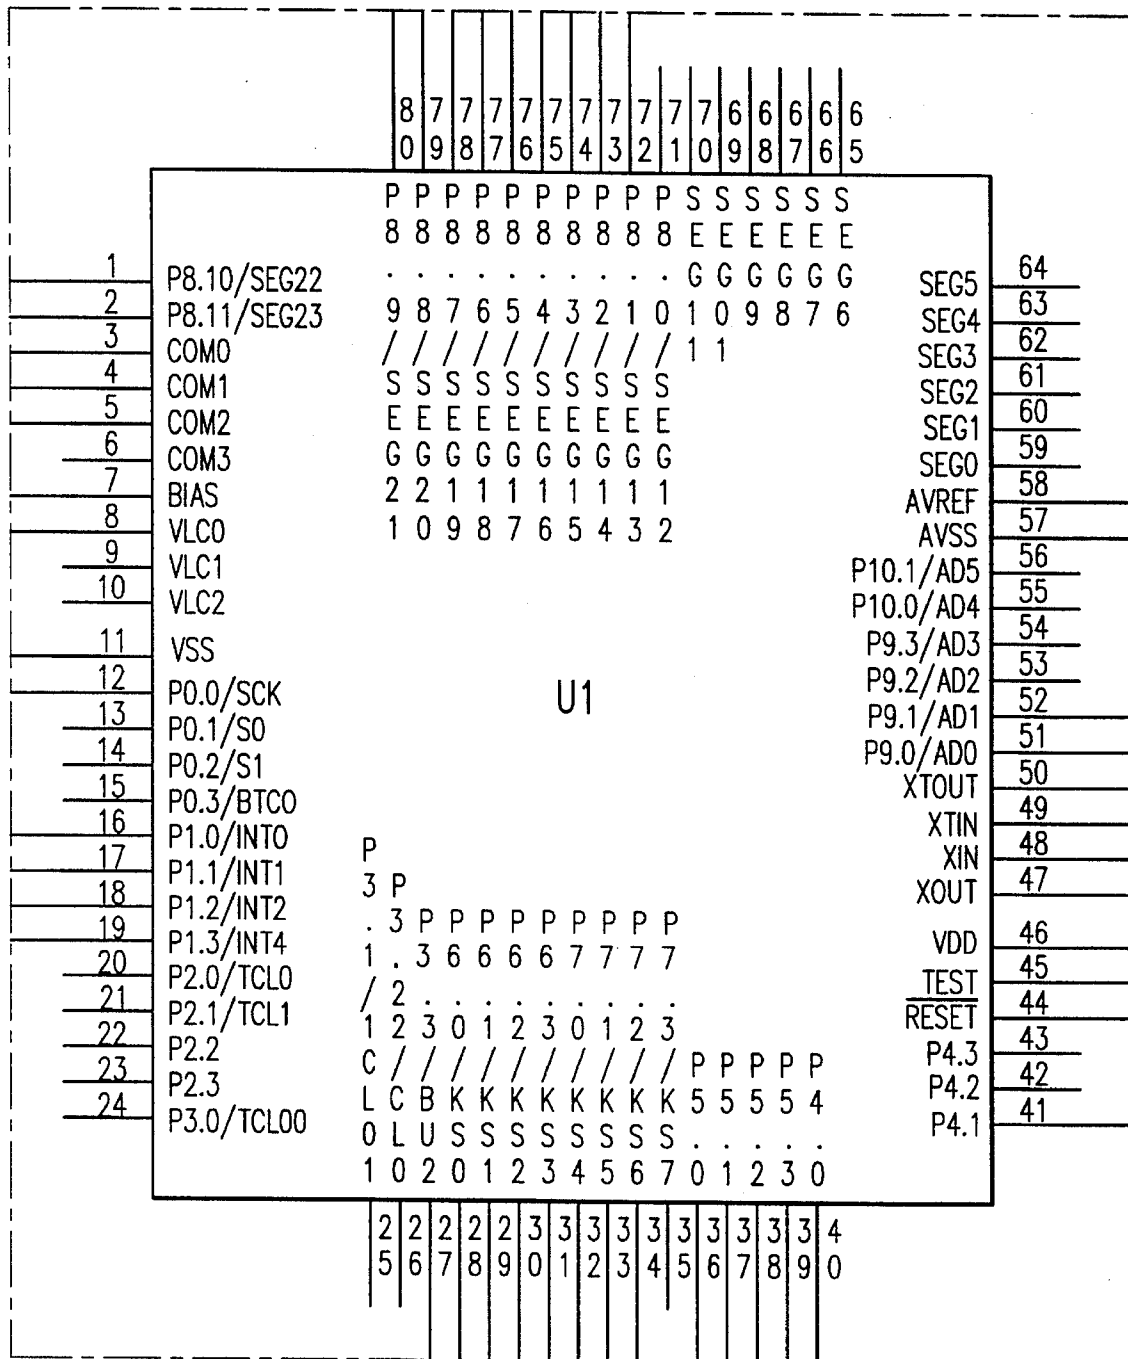 80
79
78
77
76
75
74
73
72
71
70
69
68
67
66
65
P8.9/SEG21
P8.8/SEG20
P8.7/SEG19
P8.6/SEG18
P8.5/SEG17
P8.4/SEG16
P8.3/SEG15
P8.2/SEG14
P8.1/SEG13
P8.0/SEG12
SEG11
SEG01
SEG9
SEG8
SEG7
SEG6
1 P8.10/SEG22
2 P8.11/SEG23
3 COM0
4 COM1
5 COM2
6 COM3
7 BIAS
8 VLC0
9 VLC1
10 VLC2
11 VSS
12 P0.0/SCK
13 P0.1/S0
14 P0.2/S1
15 P0.3/BTC0
16 P1.0/INT0
17 P1.1/INT1
18 P1.2/INT2
19 P1.3/INT4
20 P2.0/TCL0
21 P2.1/TCL1
22 P2.2
23 P2.3
24 P3.0/TCL00
U1
SEG5 64
SEG4 63
SEG3 62
SEG2 61
SEG1 60
SEG0 59
AVREF 58
AVSS 57
P10.1/AD5 56
P10.0/AD4 55
P9.3/AD3 54
P9.2/AD2 53
P9.1/AD1 52
P9.0/AD0 51
XTOUT 50
XTIN 49
XIN 48
XOUT 47
VDD 46
TEST 45
RESET 44
P4.3 43
P4.2 42
P4.1 41
P3.1/1CL01
P3.22/CL0
P3.3/BU2
P6.0/KS0
P6.1/KS1
P6.2/KS2
P6.3/KS3
P7.0/KS4
P7.1/KS5
P7.2/KS6
P7.3/KS7
P5.0
P5.1
P5.2
P5.3
P4.0
25
26
27
28
29
30
31
32
33
34
35
36
37
38
39
40